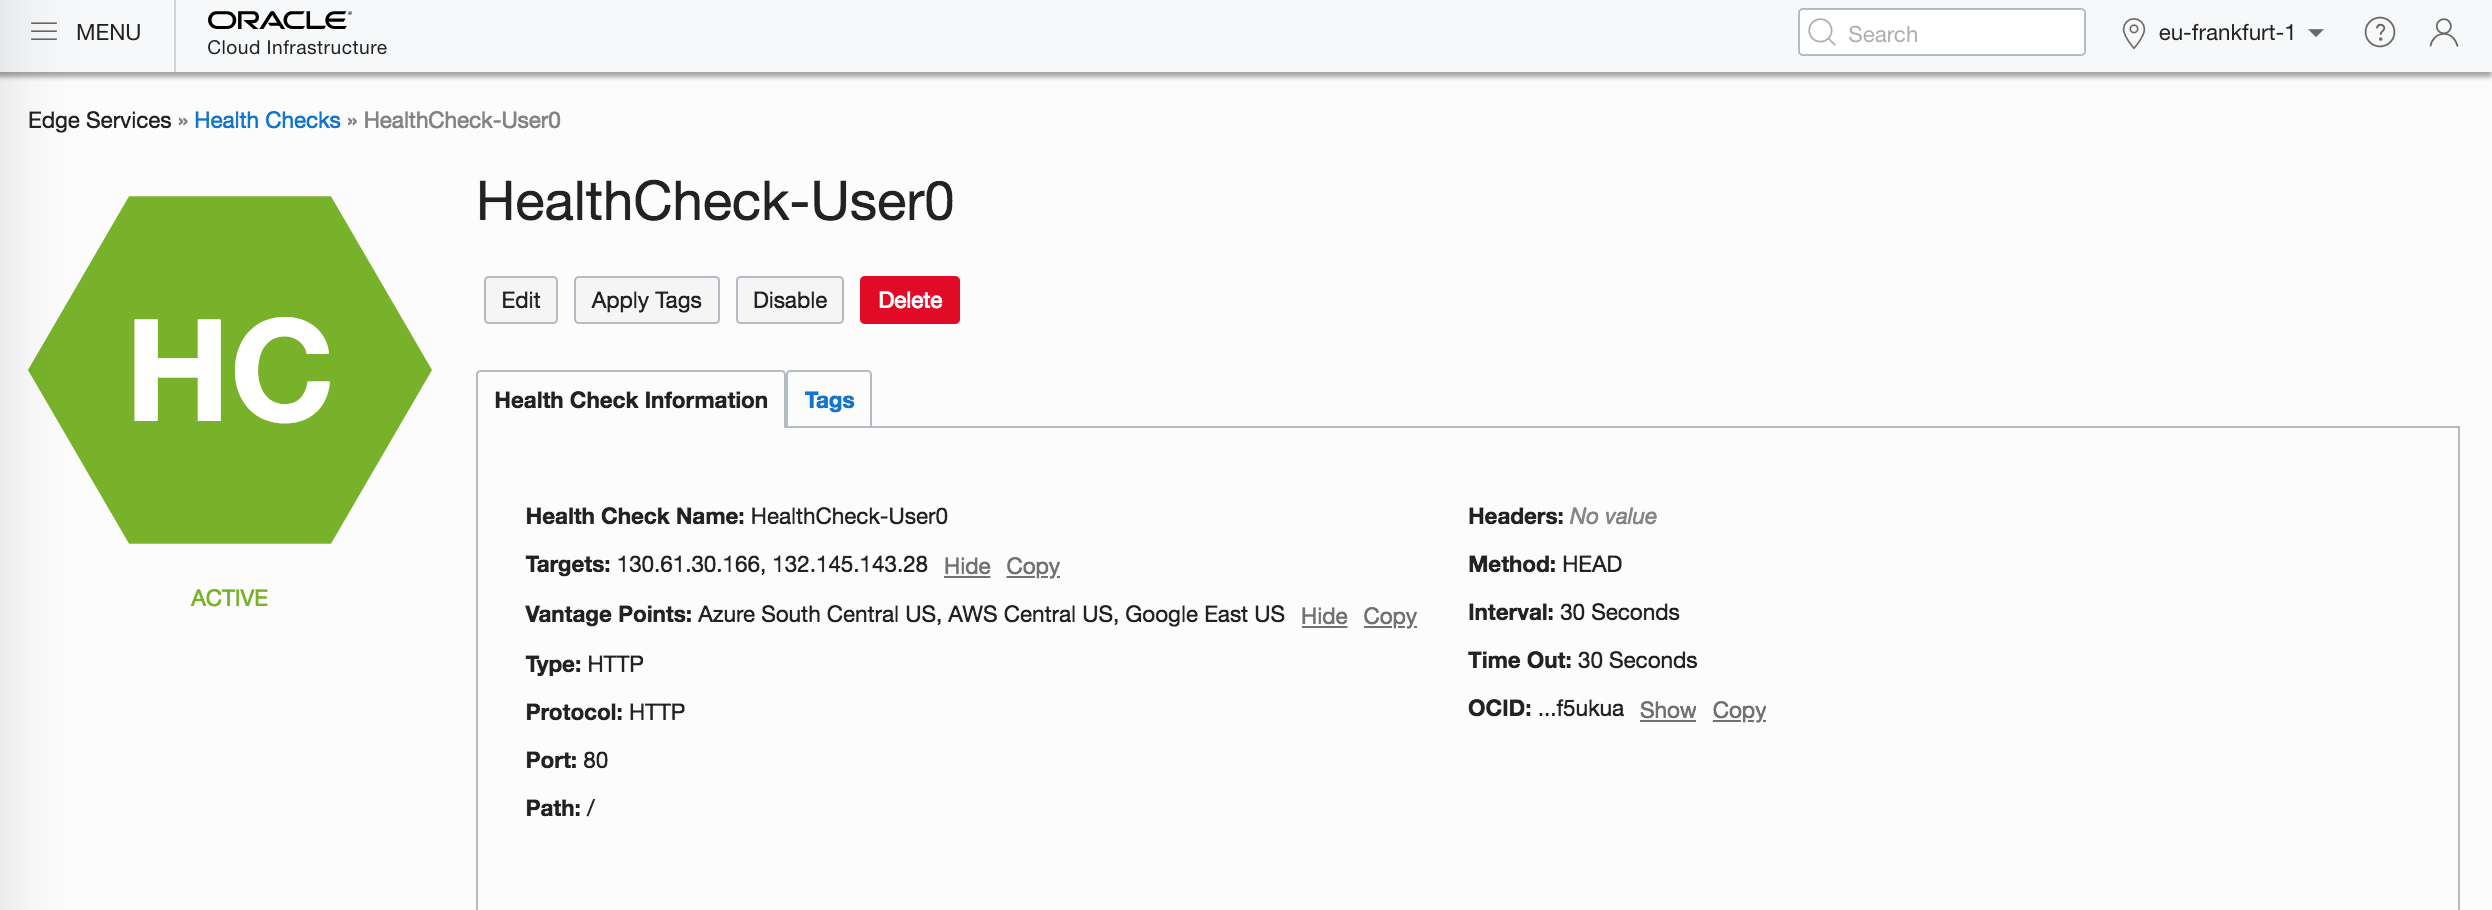 MENU
ORACLE
Cloud Infrastructure
Search
eu-frankfurt-1
?
Edge Services » Health Checks » HealthCheck-User0
HC
ACTIVE
HealthCheck-User0
Edit
Apply Tags
Disable
Delete
Health Check Information
Tags
Health Check Name: HealthCheck-User0
Targets: 130.61.30.166, 132.145.143.28 Hide Copy
Vantage Points: Azure South Central US, AWS Central US, Google East US Hide Copy
Type: HTTP
Protocol: HTTP
Port: 80
Path: /
Headers: No value
Method: HEAD
Interval: 30 Seconds
Time Out: 30 Seconds
OCID: ...f5ukua Show Copy